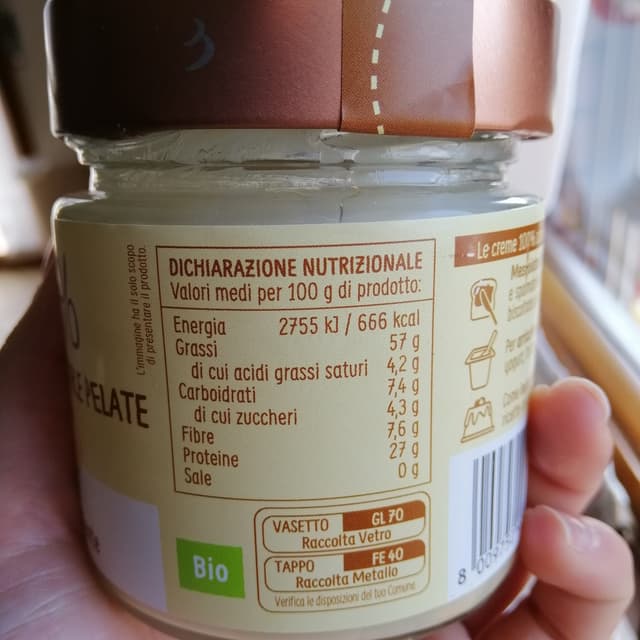 L'immagine ha il solo scopo
di presentare il prodotto.
%
PELATE
DICHIARAZIONE NUTRIZIONALE
Valori medi per 100 g di prodotto:
Energia 2755 kJ / 666 kcal
Grassi 57 g
di cui acidi grassi saturi 4,2 g
Carboidrati 7,4 g
di cui zuccheri 4,3 g
Fibre 7,6 g
Proteine 27 g
Sale 0 g
Le creme 100%
VASETTO GL 70
Raccolta Vetro
TAPPO FE 40
Raccolta Metallo
Verifica le disposizioni del tuo Comune.
Bio